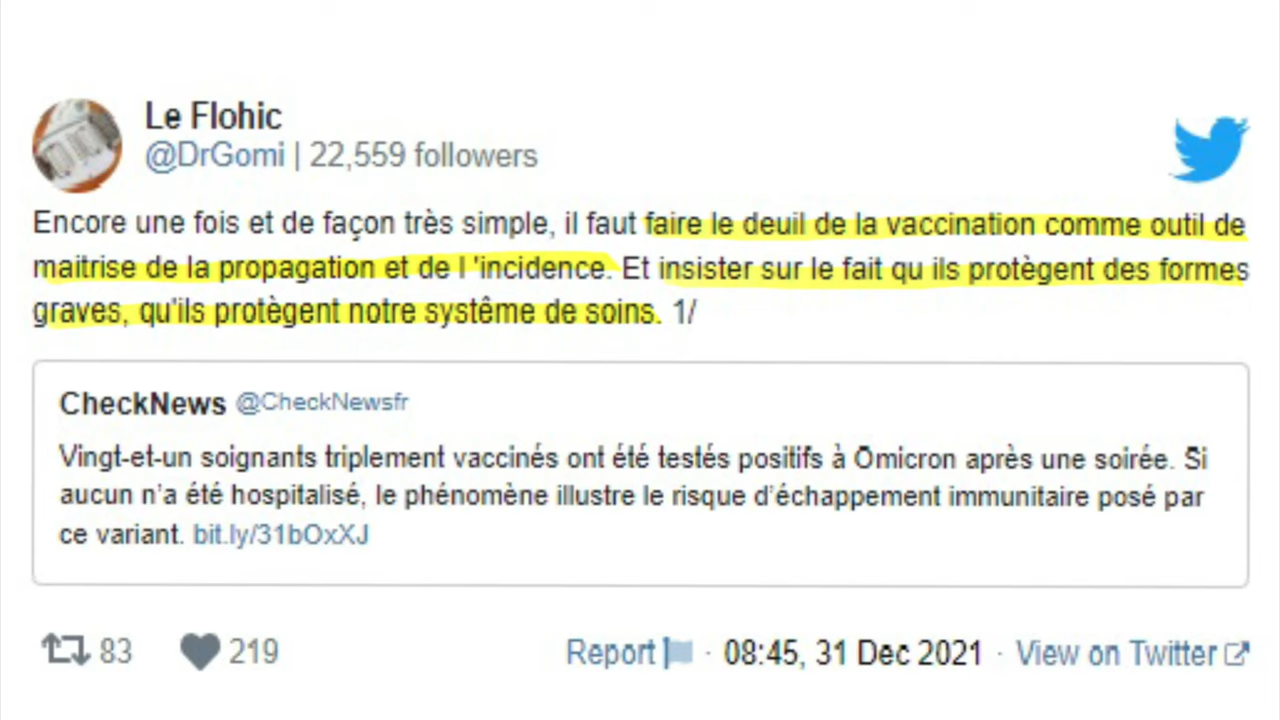 Le Flohic
@DrGomi | 22,559 followers
Encore une fois et de façon très simple, il faut faire le deuil de la vaccination comme outil de
maitrise de la propagation et de l 'incidence. Et insister sur le fait qu ils protègent des formes
graves, qu'ils protègent notre système de soins. 1/
CheckNews @CheckNewsfr
Vingt-et-un soignants triplement vaccinés ont été testés positifs à Omicron après une soirée. Si
aucun n'a été hospitalisé, le phénomène illustre le risque d'échappement immunitaire posé par
ce variant. bit.ly/31bOxXJ
83 219 Report · 08:45, 31 Dec 2021 · View on Twitter